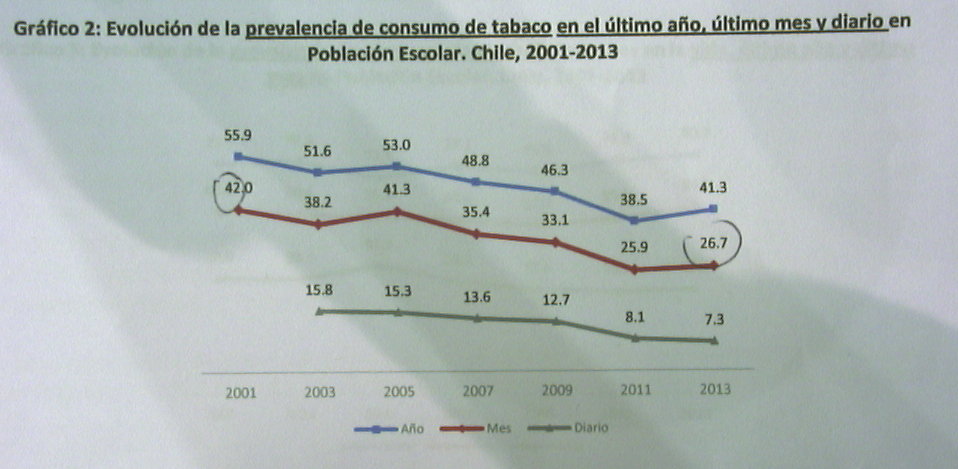 Gráfico 2: Evolución de la prevalencia de consumo de tabaco en el último año, último mes y diario en
Población Escolar. Chile, 2001-2013
55.9 51.6 53.0 48.8 46.3 38.5 41.3
42.0 38.2 41.3 35.4 33.1 25.9 26.7
15.8 15.3 13.6 12.7 8.1 7.3
2001 2003 2005 2007 2009 2011 2013
Año Mes Diario